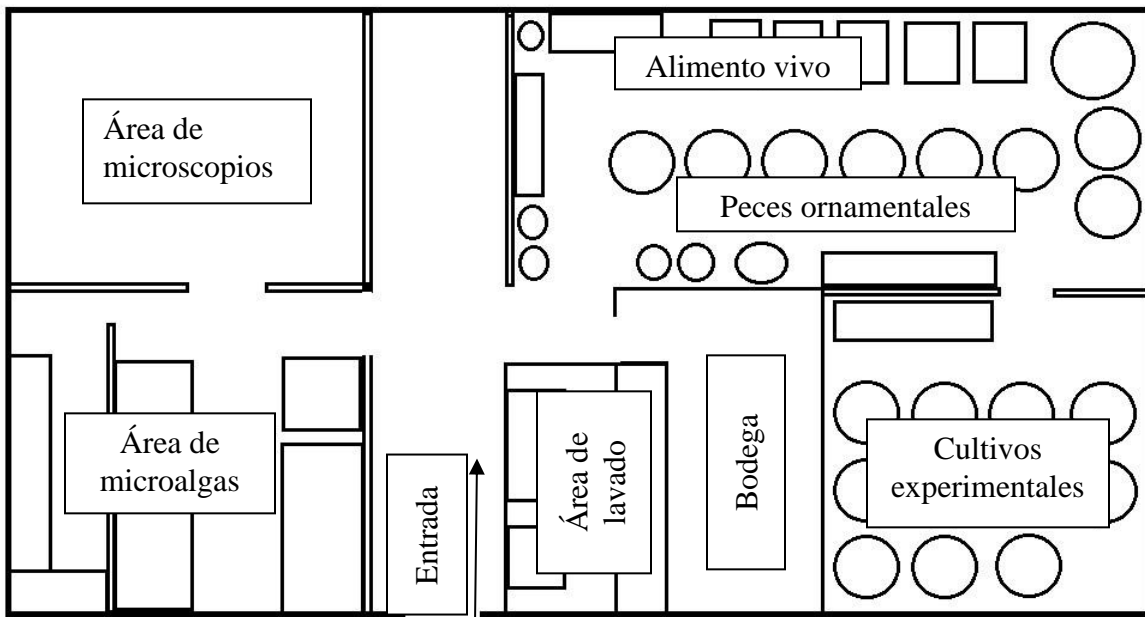 Alimento vivo
Área de
microscopios
Peces ornamentales
Área de
microalgas
Entrada
Área de
lavado
Bodega
Cultivos
experimentales